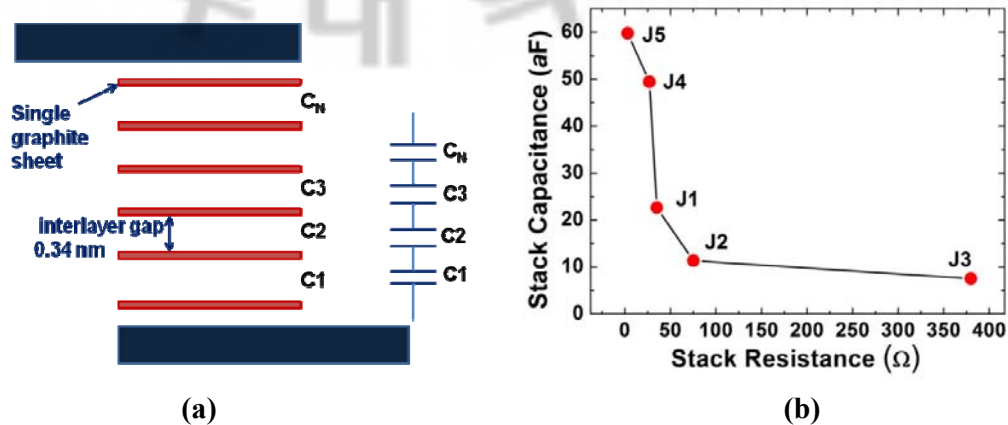 Single
graphite
sheet
interlayer gap
0.34 nm
C_N
C3
C2
C1
C_N
C3
C2
C1
(a)
Stack Capacitance (aF)
60
50
40
30
20
10
0
J5
J4
J1
J2
J3
0 50 100 150 200 250 300 350 400
Stack Resistance (Ω)
(b)